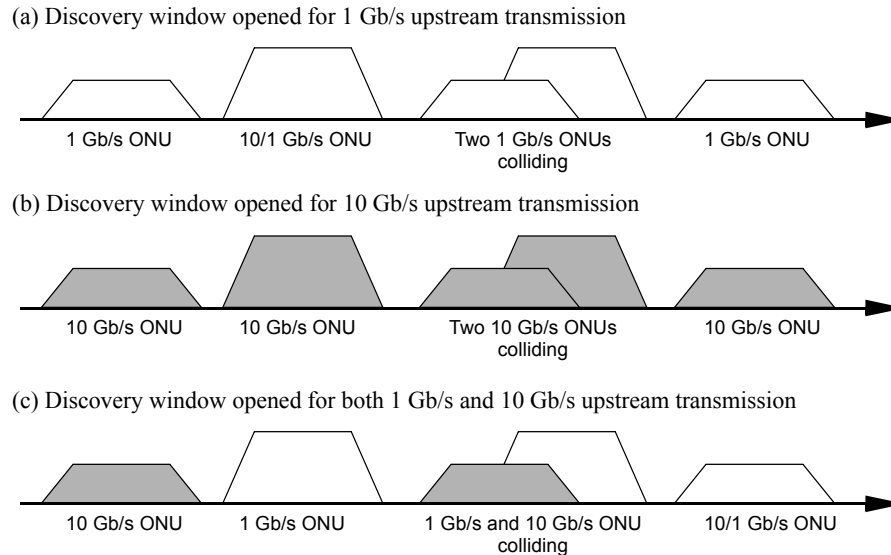 (a) Discovery window opened for 1 Gb/s upstream transmission
1 Gb/s ONU
10/1 Gb/s ONU
Two 1 Gb/s ONUs
colliding
1 Gb/s ONU
(b) Discovery window opened for 10 Gb/s upstream transmission
10 Gb/s ONU
10 Gb/s ONU
Two 10 Gb/s ONUs
colliding
10 Gb/s ONU
(c) Discovery window opened for both 1 Gb/s and 10 Gb/s upstream transmission
10 Gb/s ONU
1 Gb/s ONU
1 Gb/s and 10 Gb/s ONU
colliding
10/1 Gb/s ONU